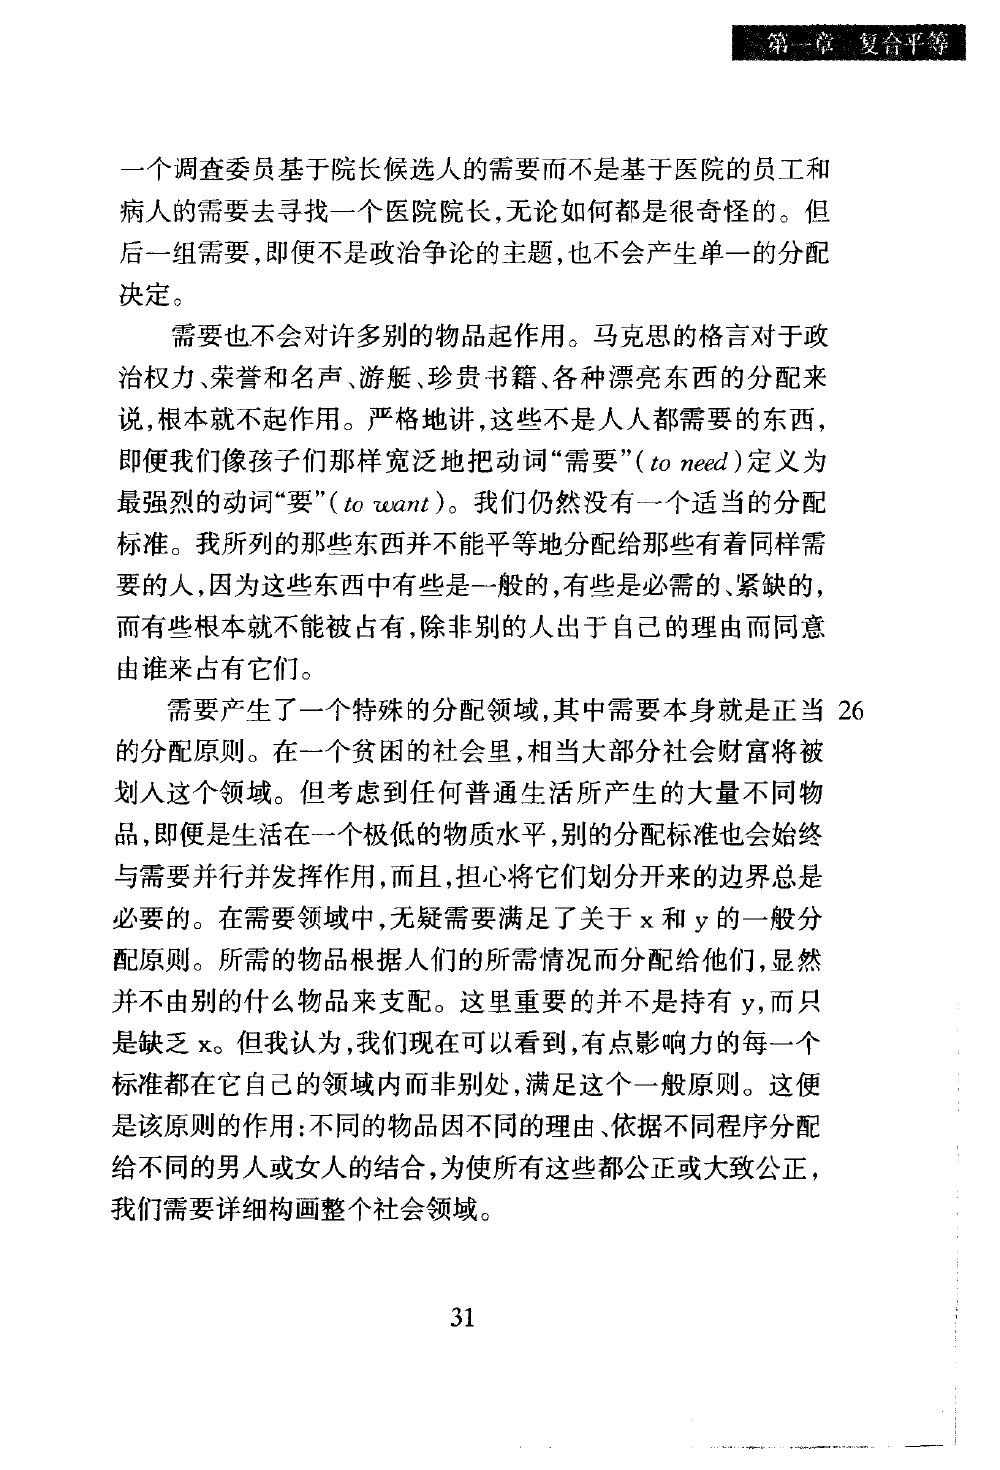 第一章 复合平等
一个调查委员基于院长候选人的需要而不是基于医院的员工和
病人的需要去寻找一个医院院长,无论如何都是很奇怪的。但
后一组需要,即便不是政治争论的主题,也不会产生单一的分配
决定。
需要也不会对许多别的物品起作用。马克思的格言对于政
治权力、荣誉和名声、游艇、珍贵书籍、各种漂亮东西的分配来
说,根本就不起作用。严格地讲,这些不是人人都需要的东西,
即便我们像孩子们那样宽泛地把动词“需要”(to need)定义为
最强烈的动词“要”(to want)。我们仍然没有一个适当的分配
标准。我所列的那些东西并不能平等地分配给那些有着同样需
要的人,因为这些东西中有些是一般的,有些是必需的、紧缺的,
而有些根本就不能被占有,除非别的人出于自己的理由而同意
由谁来占有它们。
需要产生了一个特殊的分配领域,其中需要本身就是正当 26
的分配原则。在一个贫困的社会里,相当大部分社会财富将被
划入这个领域。但考虑到任何普通生活所产生的大量不同物
品,即便是生活在一个极低的物质水平,别的分配标准也会始终
与需要并行并发挥作用,而且,担心将它们划分开来的边界总是
必要的。在需要领域中,无疑需要满足了关于 x 和 y 的一般分
配原则。所需的物品根据人们的所需情况而分配给他们,显然
并不由别的什么物品来支配。这里重要的并不是持有 y,而只
是缺乏 x。但我认为,我们现在可以看到,有点影响力的每一个
标准都在它自己的领域内而非别处,满足这个一般原则。这便
是该原则的作用:不同的物品因不同的理由、依据不同程序分配
给不同的男人或女人的结合,为使所有这些都公正或大致公正,
我们需要详细构画整个社会领域。
31